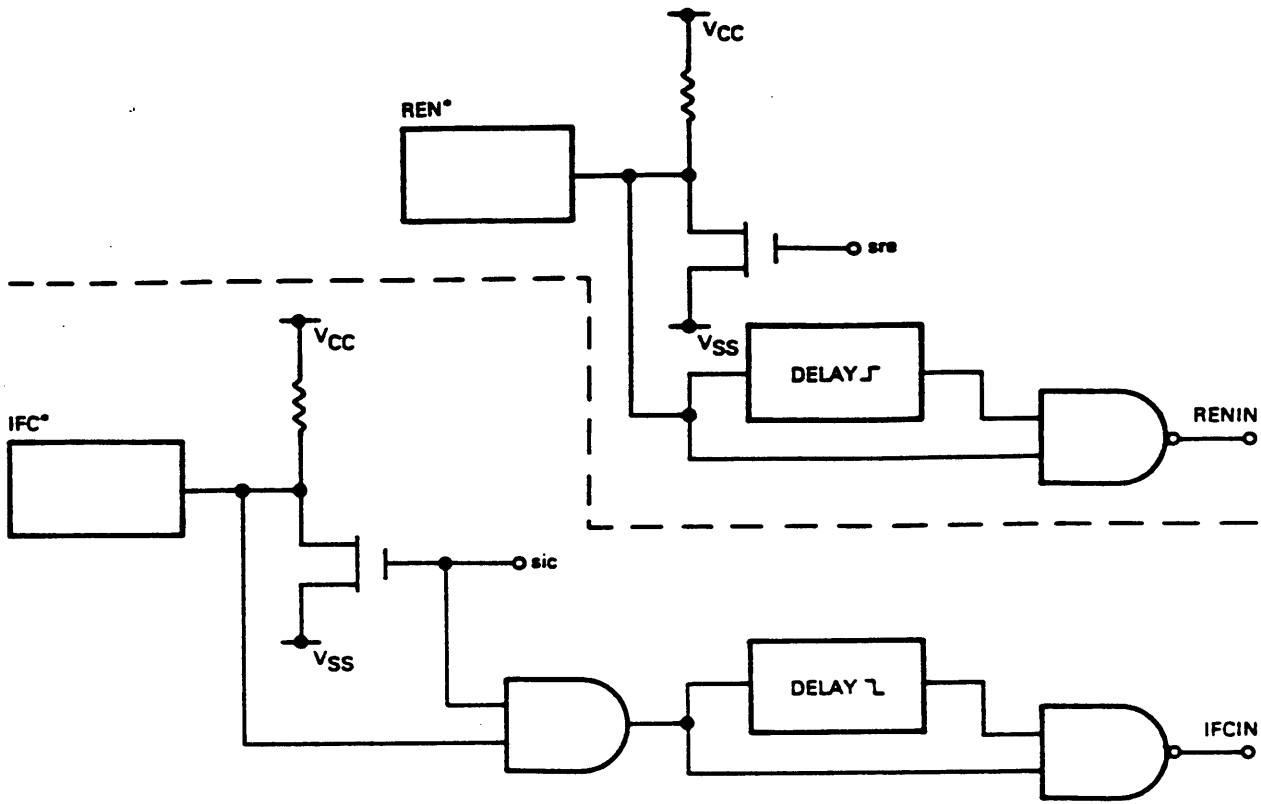 VCC
REN*
sre
VSS
DELAY
RENIN
VCC
IFC*
sic
VSS
DELAY
IFCIN